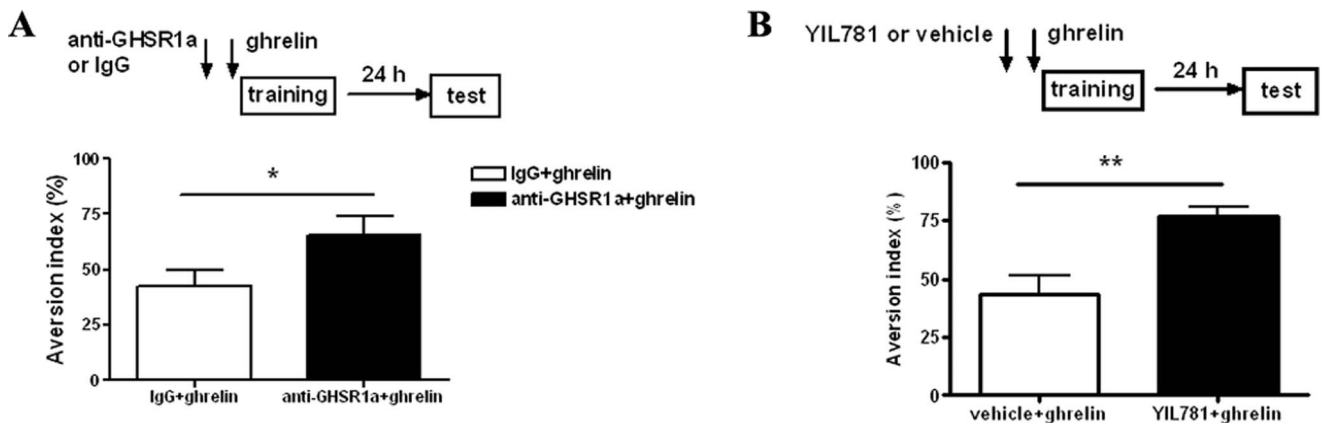 A
anti-GHSR1a
or IgG
ghrelin
training
24 h
test
Aversion index (%)
100
75
50
25
0
*
IgG+ghrelin
anti-GHSR1a+ghrelin
IgG+ghrelin
anti-GHSR1a+ghrelin
B
YIL781 or vehicle
ghrelin
training
24 h
test
Aversion index (%)
100
75
50
25
0
**
vehicle+ghrelin
YIL781+ghrelin